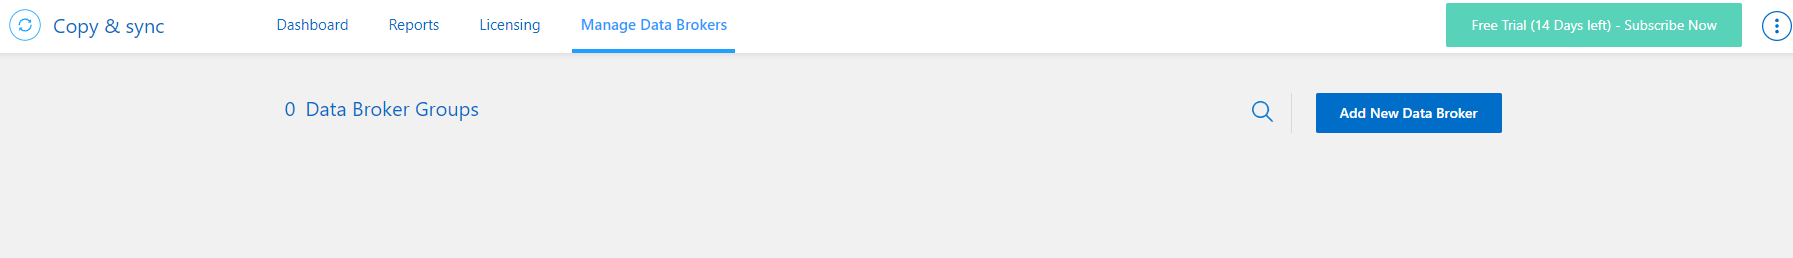 Copy & sync Dashboard Reports Licensing Manage Data Brokers Free Trial (14 Days left) - Subscribe Now
0 Data Broker Groups Add New Data Broker